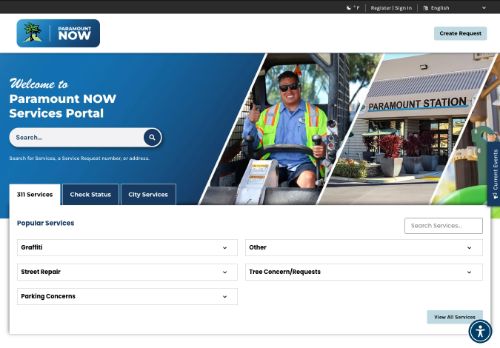 °F
Register | Sign In
English
PARAMOUNT
NOW
Create Request
Welcome to
Paramount NOW
Services Portal
Search...
Search for Services, a Service Request number, or address.
PARAMOUNT STATION
Current Events
311 Services
Check Status
City Services
Popular Services
Search Services..
Graffiti
Other
Street Repair
Tree Concern/Requests
Parking Concerns
View All Services